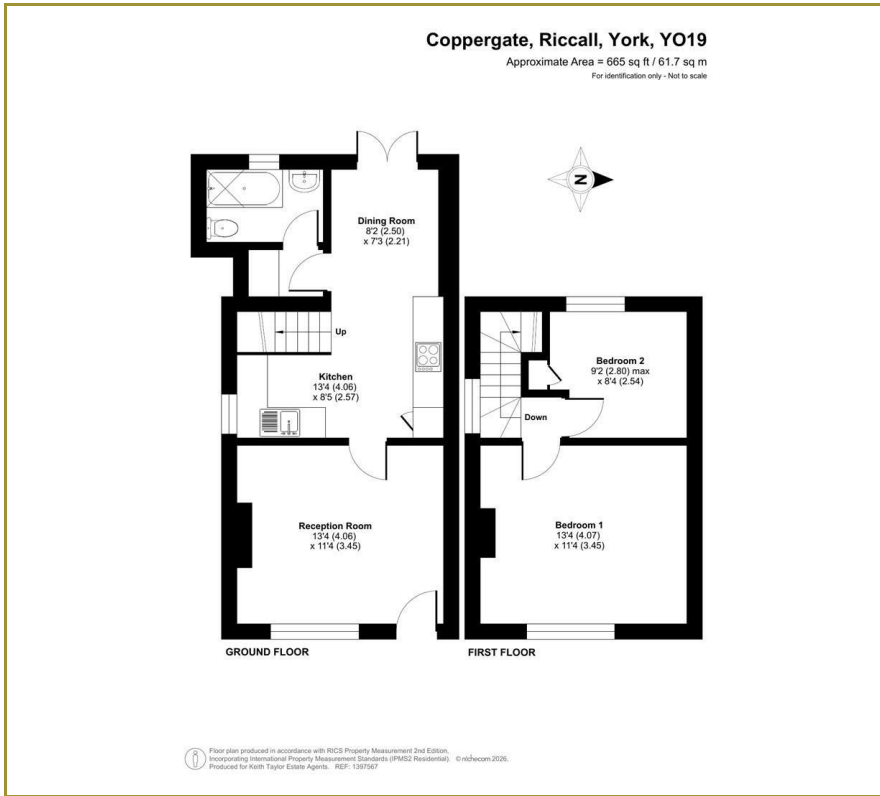 Coppergate, Riccall, York, YO19
Approximate Area = 665 sq ft / 61.7 sq m
For identification only - Not to scale
N
Dining Room
8'2 (2.50)
x 7'3 (2.21)
Up
Kitchen
13'4 (4.06)
x 8'5 (2.57)
Reception Room
13'4 (4.06)
x 11'4 (3.45)
GROUND FLOOR
Bedroom 2
9'2 (2.80) max
x 8'4 (2.54)
Down
Bedroom 1
13'4 (4.07)
x 11'4 (3.45)
FIRST FLOOR
Floor plan produced in accordance with RICS Property Measurement 2nd Edition,
Incorporating International Property Measurement Standards (IPMS2 Residential). © nichecom 2026.
Produced for Keith Taylor Estate Agents. REF: 1397567